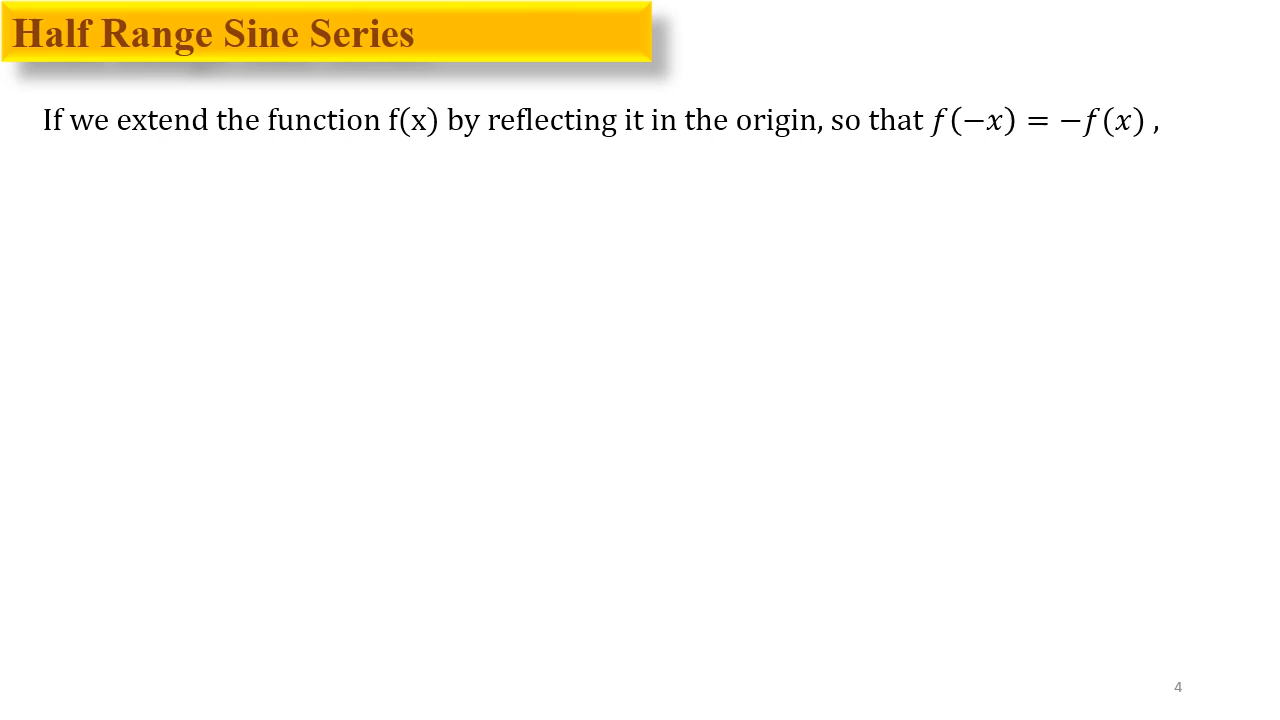 Half Range Sine Series
If we extend the function f(x) by reflecting it in the origin, so that 𝑓(−𝑥) = −𝑓(𝑥) ,
4